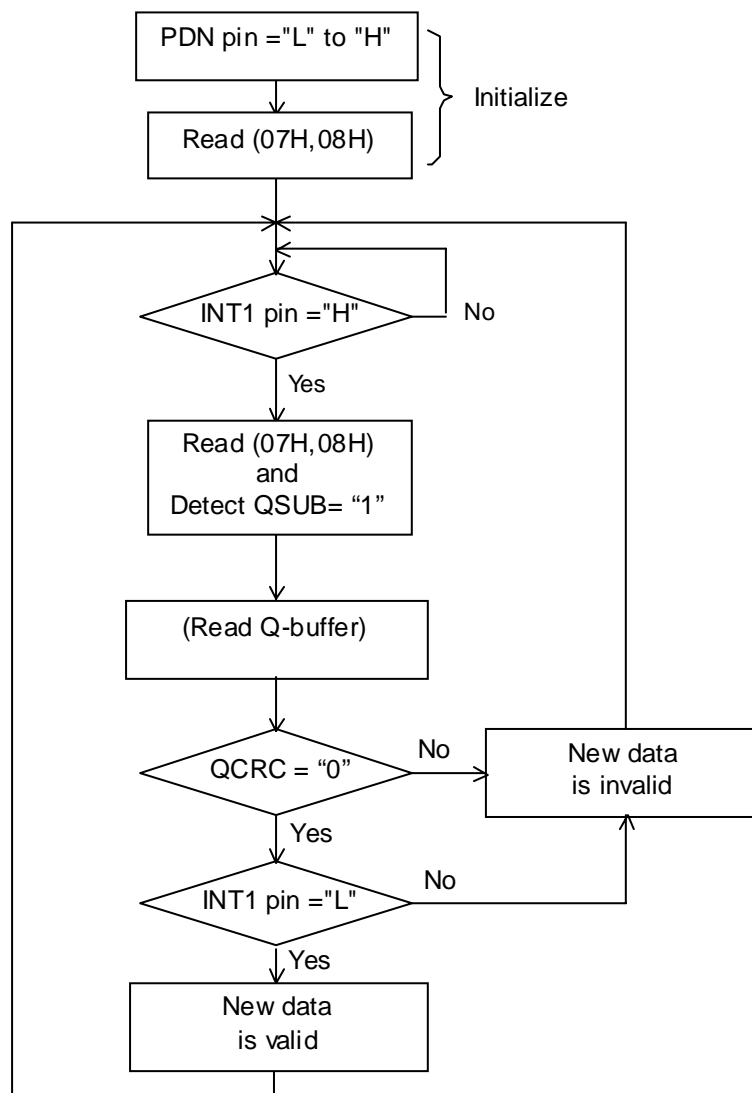 PDN pin ="L" to "H"
Initialize
Read (07H,08H)
INT1 pin ="H"
No
Yes
Read (07H,08H)
and
Detect QSUB= “1”
(Read Q-buffer)
No
New data
is invalid
QCRC = “0”
Yes
No
INT1 pin ="L"
Yes
New data
is valid